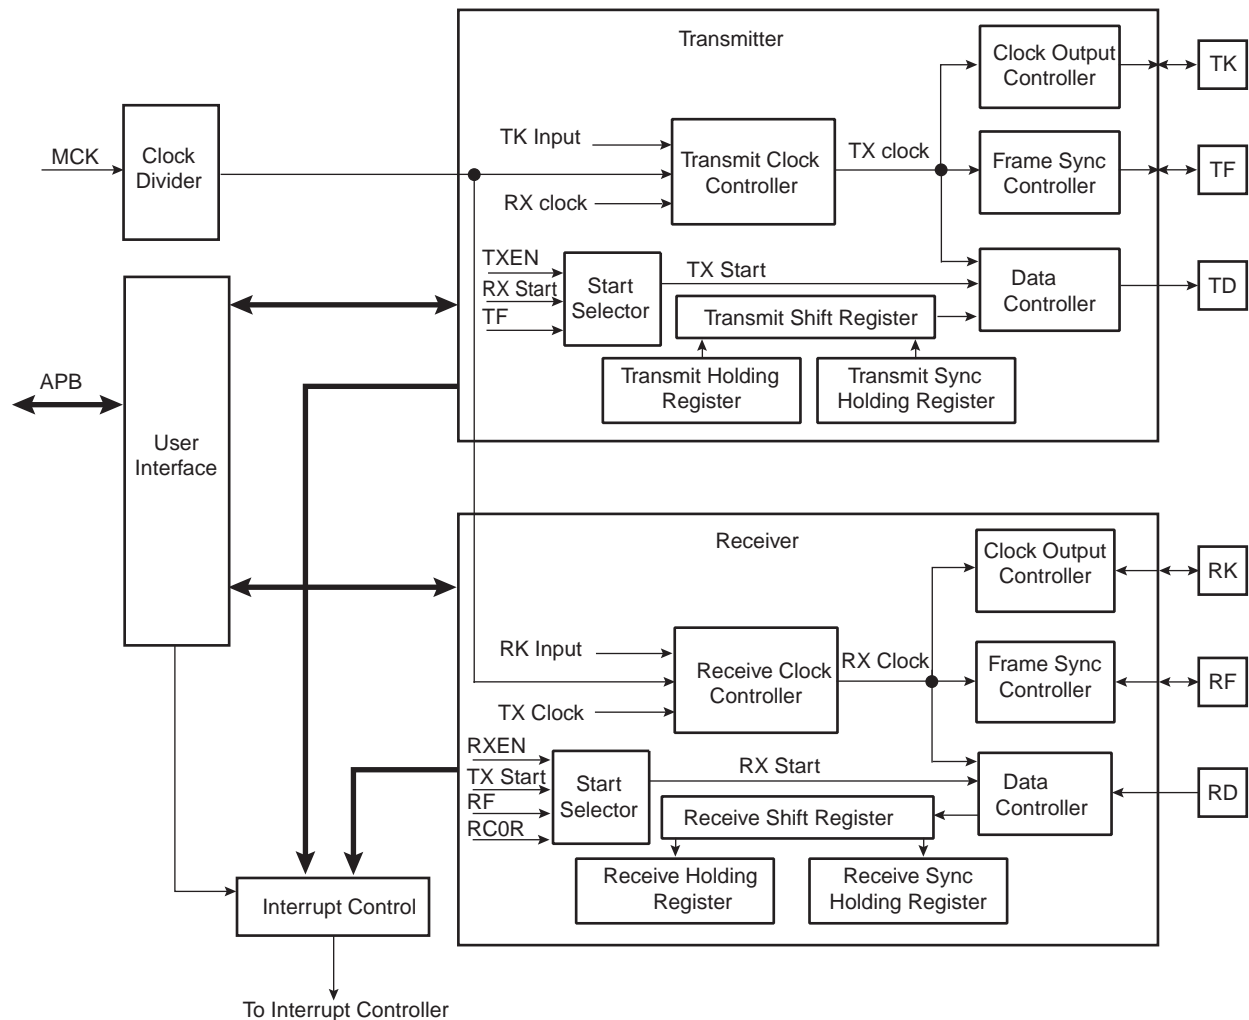 Transmitter
Clock Output
Controller
TK
MCK
Clock
Divider
TK Input
Transmit Clock
Controller
TX clock
Frame Sync
Controller
TF
RX clock
TXEN
RX Start
TF
Start
Selector
TX Start
Data
Controller
TD
Transmit Shift Register
Transmit Holding
Register
Transmit Sync
Holding Register
APB
User
Interface
Receiver
Clock Output
Controller
RK
RK Input
Receive Clock
Controller
RX Clock
Frame Sync
Controller
RF
TX Clock
RXEN
TX Start
RF
RC0R
Start
Selector
RX Start
Data
Controller
RD
Receive Shift Register
Receive Holding
Register
Receive Sync
Holding Register
Interrupt Control
To Interrupt Controller